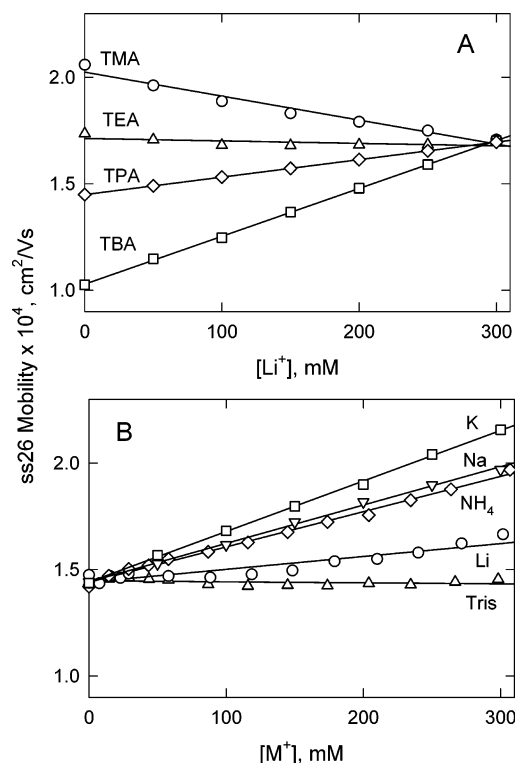 A
TMA
2.0
TEA
1.5
TPA
TBA
1.0
0 100 200 300
[Li⁺], mM
ss26 Mobility x 10⁴, cm²/Vs
B
K
Na
2.0
NH₄
1.5
Li
Tris
1.0
0 100 200 300
[M⁺], mM